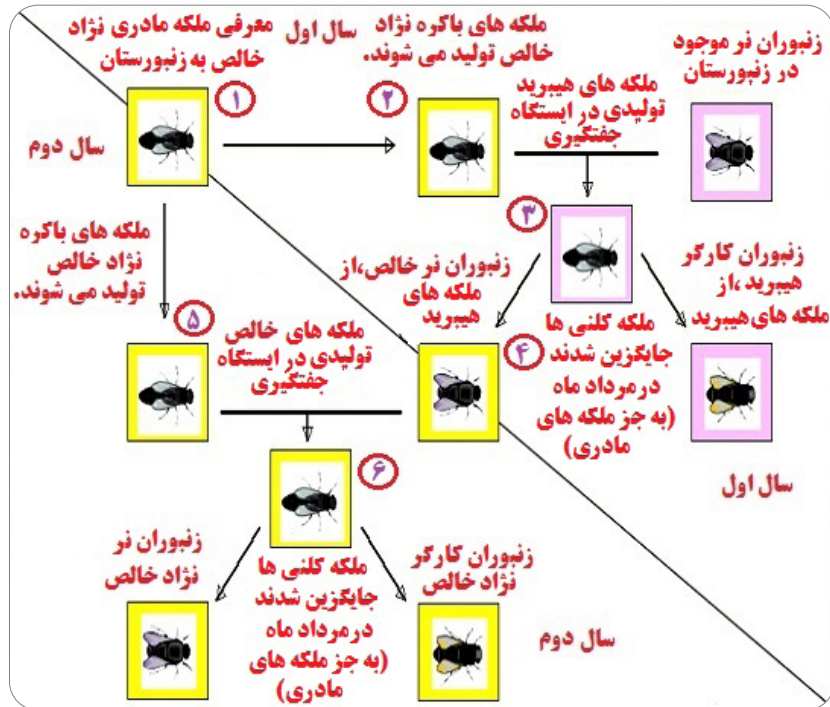 معرفی ملکه مادری نژاد
خالص به زنبورستان
۱
سال اول
ملکه های باکره نژاد
خالص تولید می شوند.
۲
ملکه های هیبرید
تولیدی در ایستگاه
جفتگیری
زنبوران نر موجود
در زنبورستان
سال دوم
۳
ملکه های باکره
نژاد خالص
تولید می شوند.
۵
زنبوران نر خالص،از
ملکه های
هیبرید
زنبوران کارگر
هیبرید ،از
ملکه های هیبرید
ملکه های خالص
تولیدی در ایستگاه
جفتگیری
۴
ملکه کلنی ها
جایگزین شدند
درمرداد ماه
(به جز ملکه های
مادری)
سال اول
۶
زنبوران نر
نژاد خالص
ملکه کلنی ها
جایگزین شدند
درمرداد ماه
(به جز ملکه های
مادری)
زنبوران کارگر
نژاد خالص
سال دوم